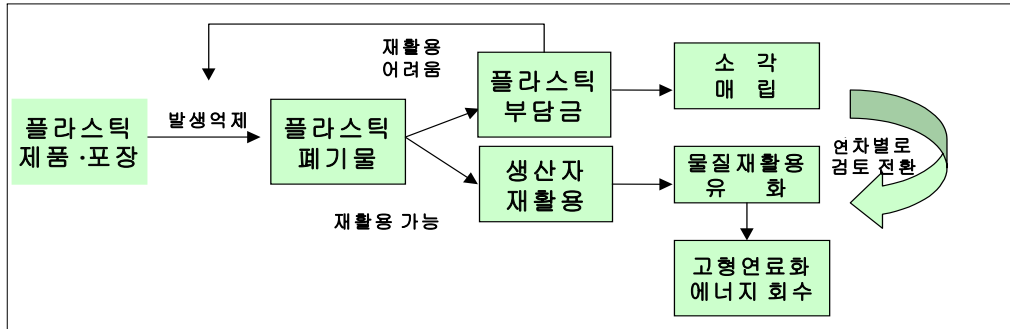 재활용
어려움
플라스틱
제품·포장
발생억제
플라스틱
폐기물
플라스틱
부담금
소 각
매 립
생산자
재활용
재활용 가능
물질재활용
유 화
고형연료화
에너지 회수
연차별로
검토 전환